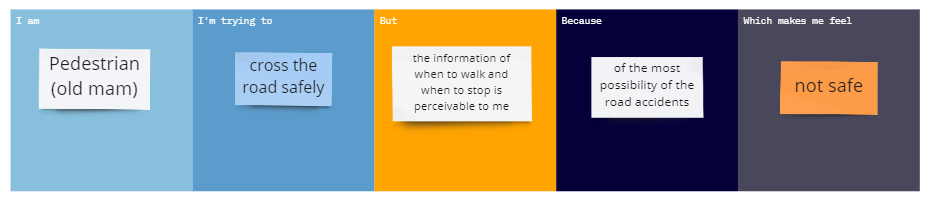 I am
Pedestrian
(old mam)
I'm trying to
cross the
road safely
But
the information of
when to walk and
when to stop is
perceivable to me
Because
of the most
possibility of the
road accidents
Which makes me feel
not safe